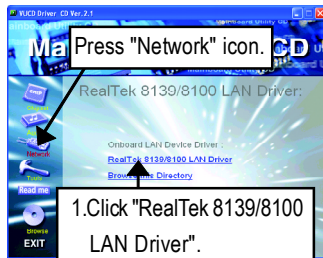 VUCD Driver CD Ver.2.1
Press "Network" icon.
RealTek 8139/8100 LAN Driver:
Network
Onboard LAN Device Driver :
RealTek 8139/8100 LAN Driver
Browse this Directory
Tools
Read me
1.Click "RealTek 8139/8100
LAN Driver".
Browse
EXIT